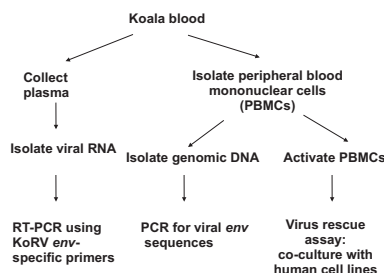 Koala blood
Collect
plasma
Isolate peripheral blood
mononuclear cells
(PBMCs)
Isolate viral RNA
Isolate genomic DNA
Activate PBMCs
RT-PCR using
KoRV env-
specific primers
PCR for viral env
sequences
Virus rescue
assay:
co-culture with
human cell lines